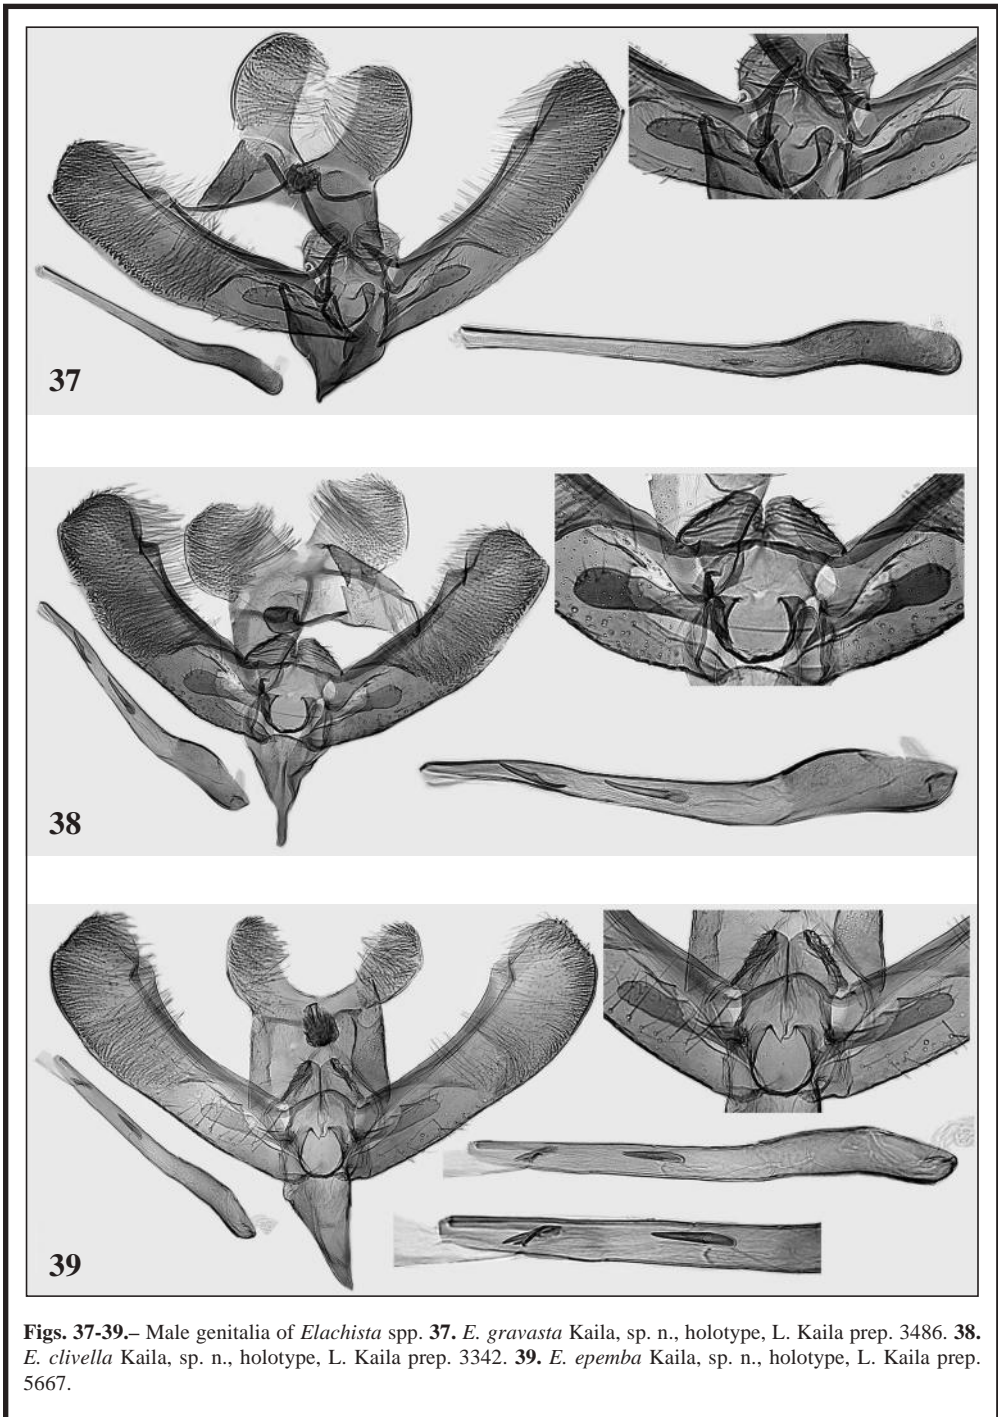 37
38
39
Figs. 37-39.– Male genitalia of Elachista spp. 37. E. gravasta Kaila, sp. n., holotype, L. Kaila prep. 3486. 38.
E. clivella Kaila, sp. n., holotype, L. Kaila prep. 3342. 39. E. epemba Kaila, sp. n., holotype, L. Kaila prep.
5667.